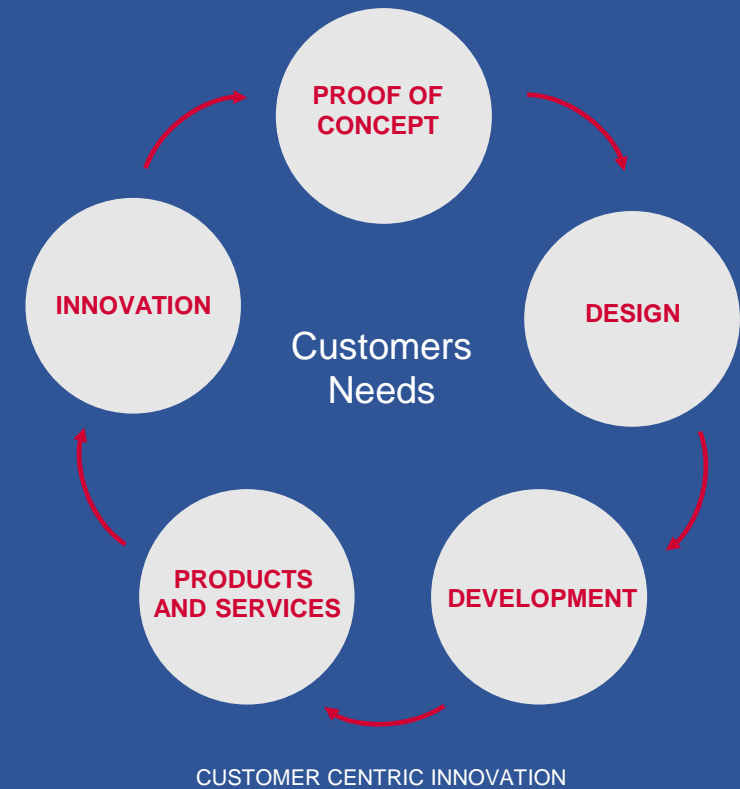 PROOF OF
CONCEPT
INNOVATION
DESIGN
Customers
Needs
PRODUCTS
AND SERVICES
DEVELOPMENT
CUSTOMER CENTRIC INNOVATION